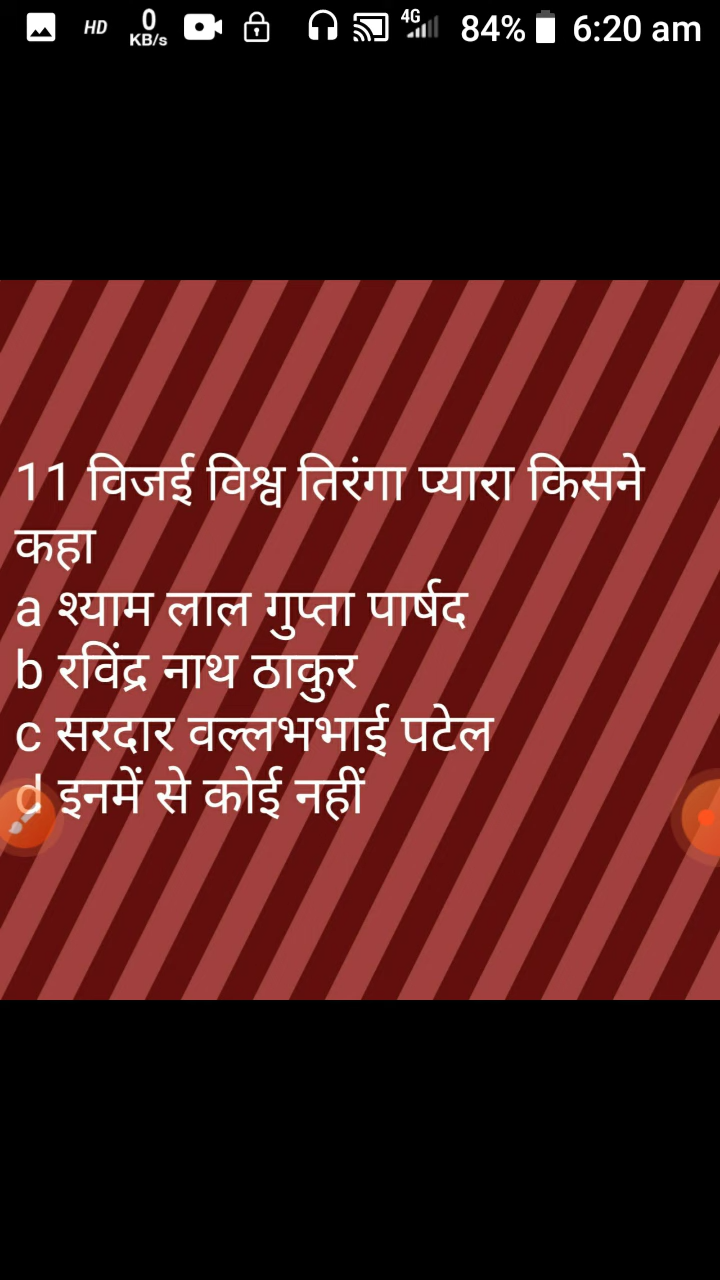 HD 0 KB/s 4G 84% 6:20 am
11 विजई विश्व तिरंगा प्यारा किसने
कहा
a श्याम लाल गुप्ता पार्षद
b रविंद्र नाथ ठाकुर
c सरदार वल्लभभाई पटेल
d इनमें से कोई नहीं